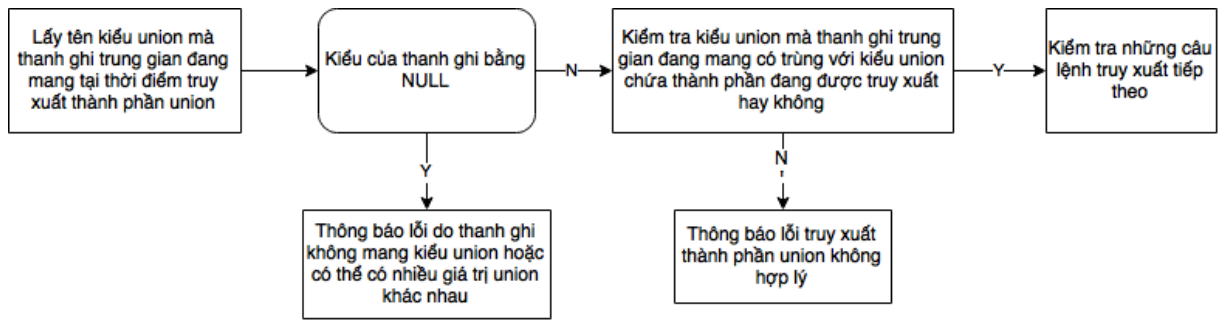 Lấy tên kiểu union mà
thanh ghi trung gian đang
mang tại thời điểm truy
xuất thành phần union
Kiểu của thanh ghi bằng
NULL
N
Kiểm tra kiểu union mà thanh ghi trung
gian đang mang có trùng với kiểu union
chứa thành phần đang được truy xuất
hay không
Y
Kiểm tra những câu
lệnh truy xuất tiếp
theo
Y
N
Thông báo lỗi do thanh ghi
không mang kiểu union hoặc
có thể có nhiều giá trị union
khác nhau
Thông báo lỗi truy xuất
thành phần union không
hợp lý